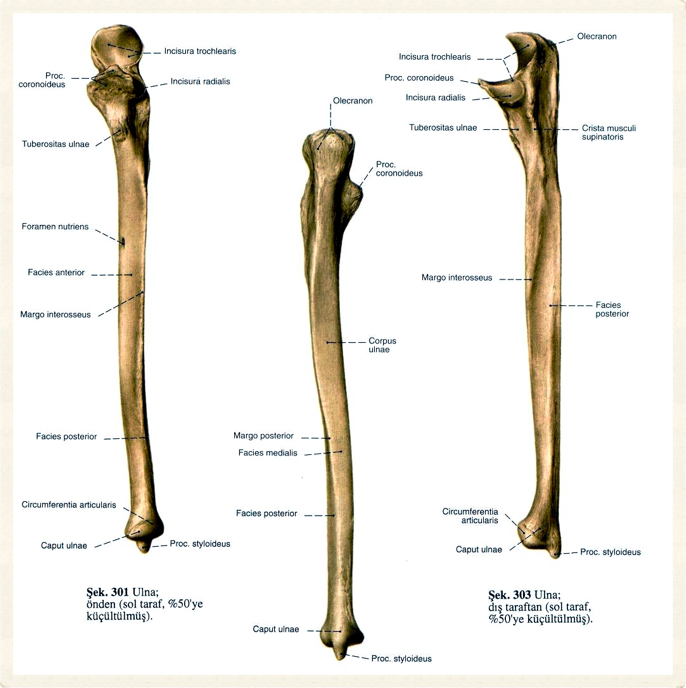 Incisura trochlearis
Proc.
coronoideus
Incisura radialis
Tuberositas ulnae
Foramen nutriens
Facies anterior
Margo interosseus
Facies posterior
Circumferentia articularis
Caput ulnae
Proc. styloideus
Şek. 301 Ulna;
önden (sol taraf, %50'ye
küçültülmüş).
Olecranon
Proc.
coronoideus
Corpus
ulnae
Margo posterior
Facies medialis
Facies posterior
Caput ulnae
Proc. styloideus
Olecranon
Incisura trochlearis
Proc. coronoideus
Incisura radialis
Tuberositas ulnae
Crista musculi
supinatoris
Margo interosseus
Facies
posterior
Circumferentia
articularis
Caput ulnae
Proc. styloideus
Şek. 303 Ulna;
dış taraftan (sol taraf,
%50'ye küçültülmüş).